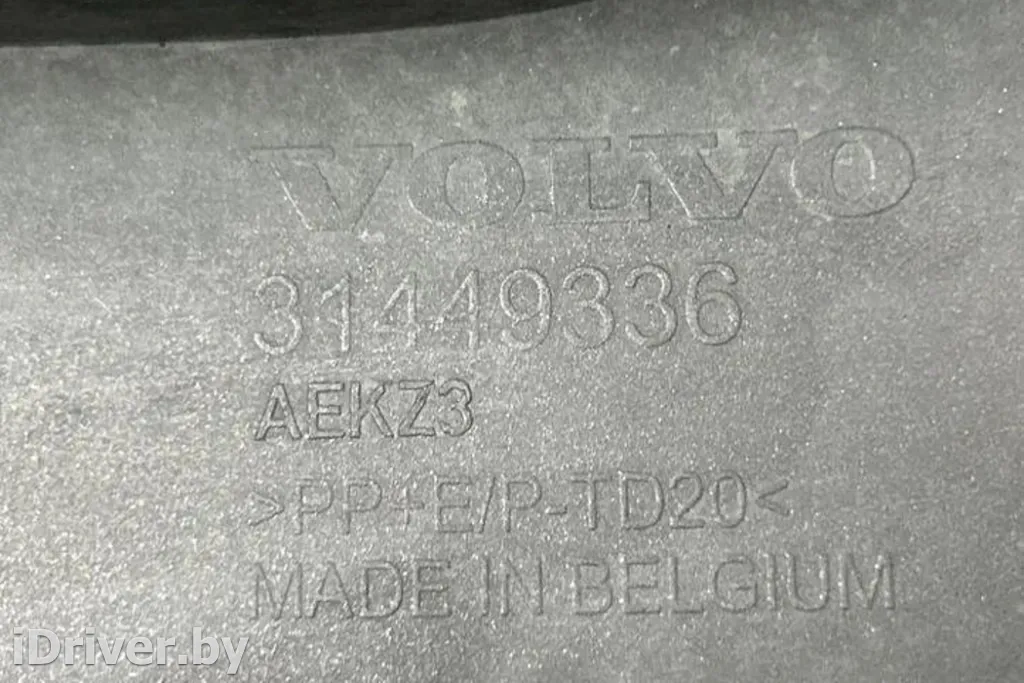 VOLVO
31449336
AEKZ3
>PP+E/P-TD20<
MADE IN BELGIUM
iDriver.by